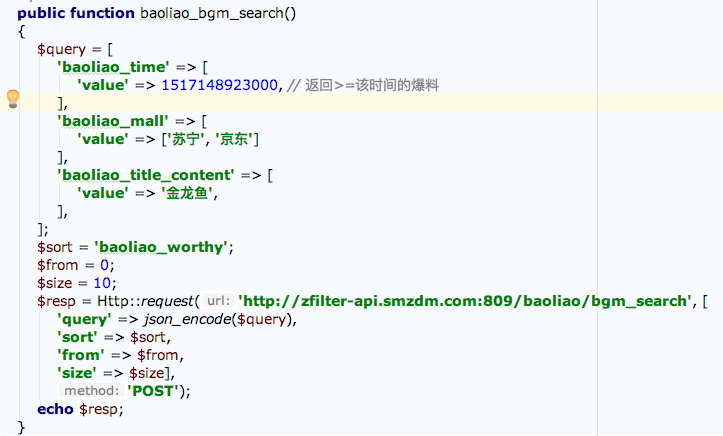 public function baoliao_bgm_search()
{
$query = [
'baoliao_time' => [
'value' => 1517148923000, // 返回>=该时间的爆料
],
'baoliao_mall' => [
'value' => ['苏宁', '京东']
],
'baoliao_title_content' => [
'value' => '金龙鱼',
],
];
$sort = 'baoliao_worthy';
$from = 0;
$size = 10;
$resp = Http::request( url: 'http://zfilter-api.smzdm.com:809/baoliao/bgm_search', [
'query' => json_encode($query),
'sort' => $sort,
'from' => $from,
'size' => $size],
method: 'POST');
echo $resp;
}